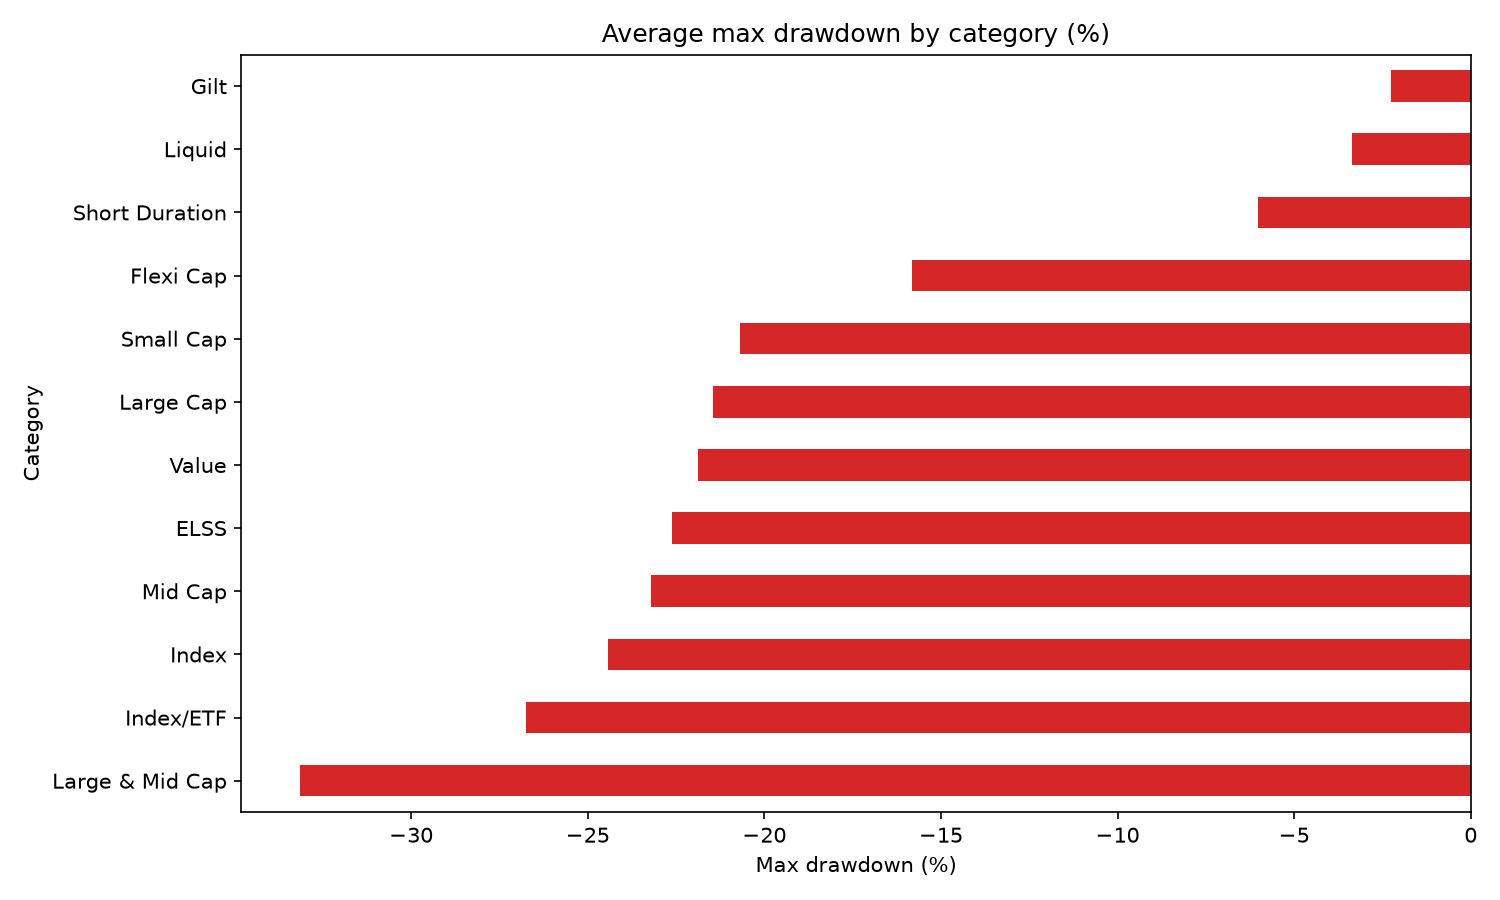 Average max drawdown by category (%)
Gilt
Liquid
Short Duration
Flexi Cap
Small Cap
Large Cap
Value
ELSS
Mid Cap
Index
Index/ETF
Large & Mid Cap
Category
−30 −25 −20 −15 −10 −5 0
Max drawdown (%)